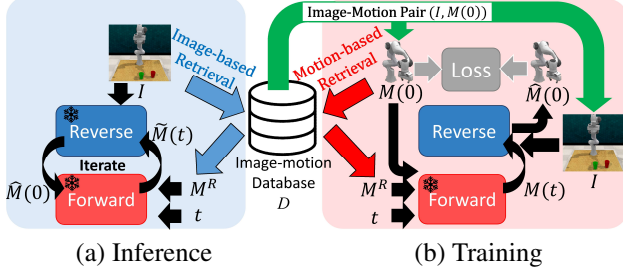 Image-Motion Pair (I, M(0))
Image-based
Retrieval
Motion-based
Retrieval
I
Reverse
M̃(t)
Iterate
M̂(0)
Forward
M^R
t
Image-motion
Database
D
M(0)
Loss
M̂(0)
Reverse
I
M(t)
M^R
Forward
t
(a) Inference
(b) Training